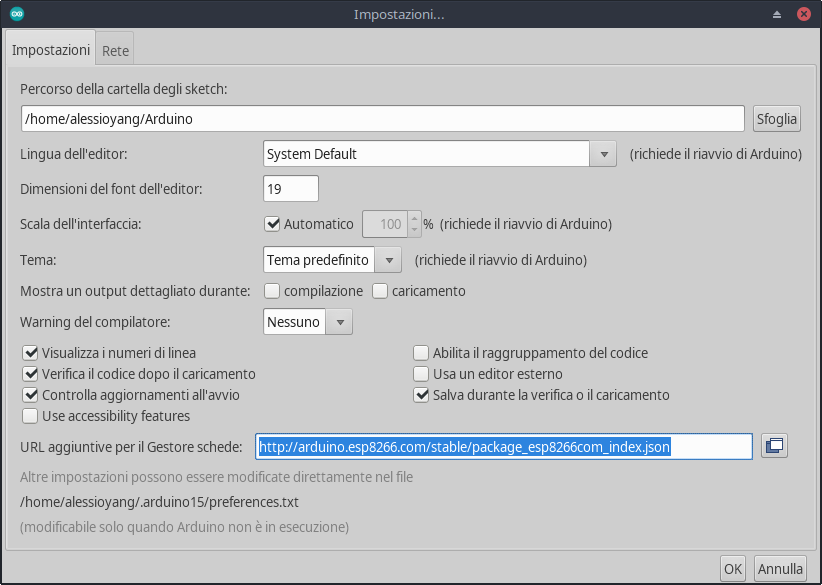 Impostazioni...
Impostazioni Rete
Percorso della cartella degli sketch:
/home/alessioyang/Arduino Sfoglia
Lingua dell'editor: System Default (richiede il riavvio di Arduino)
Dimensioni del font dell'editor: 19
Scala dell'interfaccia: Automatico 100 % (richiede il riavvio di Arduino)
Tema: Tema predefinito (richiede il riavvio di Arduino)
Mostra un output dettagliato durante: compilazione caricamento
Warning del compilatore: Nessuno
Visualizza i numeri di linea Abilita il raggruppamento del codice
Verifica il codice dopo il caricamento Usa un editor esterno
Controlla aggiornamenti all'avvio Salva durante la verifica o il caricamento
Use accessibility features
URL aggiuntive per il Gestore schede: http://arduino.esp8266.com/stable/package_esp8266com_index.json
Altre impostazioni possono essere modificate direttamente nel file
/home/alessioyang/.arduino15/preferences.txt
(modificabile solo quando Arduino non è in esecuzione)
OK Annulla